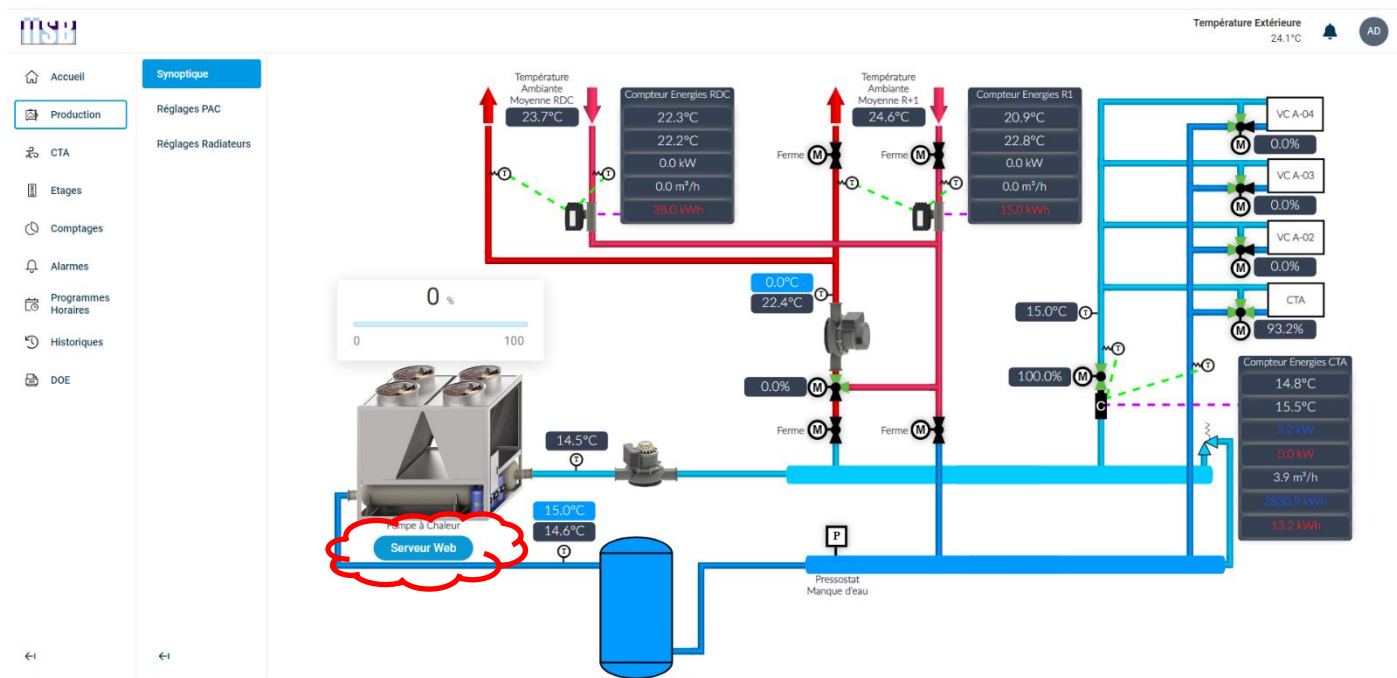 IISB
Température Extérieure
24.1°C
AD
Accueil
Production
CTA
Etages
Comptages
Alarmes
Programmes
Horaires
Historiques
DOE
Synoptique
Réglages PAC
Réglages Radiateurs
Température
Ambiante
Moyenne RDC
23.7°C
Compteur Energies RDC
22.3°C
22.2°C
0.0 kW
0.0 m³/h
38.0 kWh
T
T
Température
Ambiante
Moyenne R+1
24.6°C
Ferme M
Ferme M
Compteur Energies R1
20.9°C
22.8°C
0.0 kW
0.0 m³/h
15.0 kWh
T
T
VC A-04
M 0.0%
VC A-03
M 0.0%
VC A-02
M 0.0%
CTA
M 93.2%
0.0°C
22.4°C
T
15.0°C T
T
T
100.0% M
C
Compteur Energies CTA
14.8°C
15.5°C
3.2 kW
0.0 kW
3.9 m³/h
2830.9 kWh
13.2 kWh
0 %
0 100
0.0% M
Ferme M
Ferme M
14.5°C
T
Pompe à Chaleur
Serveur Web
15.0°C
14.6°C
T
P
Pressostat
Manque d'eau